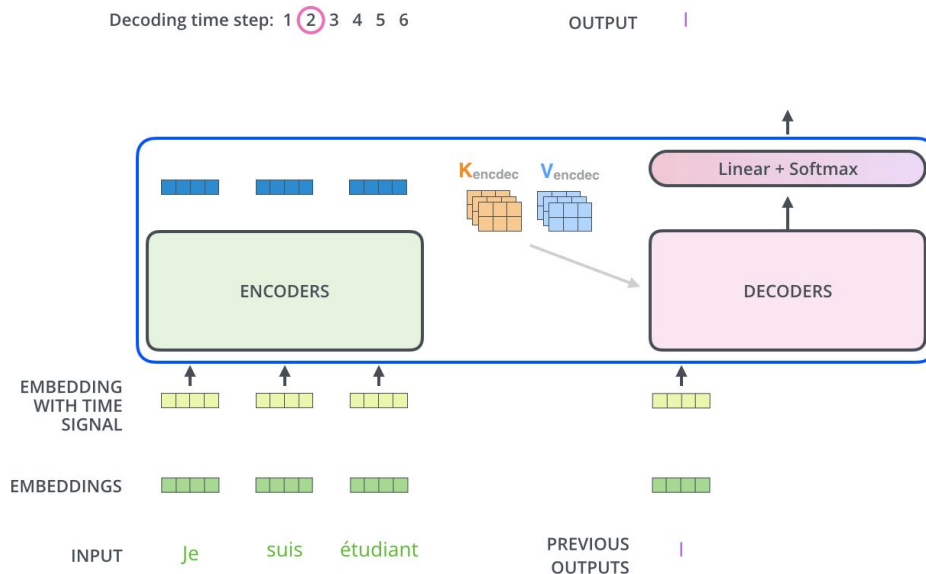 Decoding time step: 1 2 3 4 5 6
OUTPUT
I
Kencdec
Vencdec
Linear + Softmax
ENCODERS
DECODERS
EMBEDDING
WITH TIME
SIGNAL
EMBEDDINGS
INPUT
Je
suis
étudiant
PREVIOUS
OUTPUTS
I